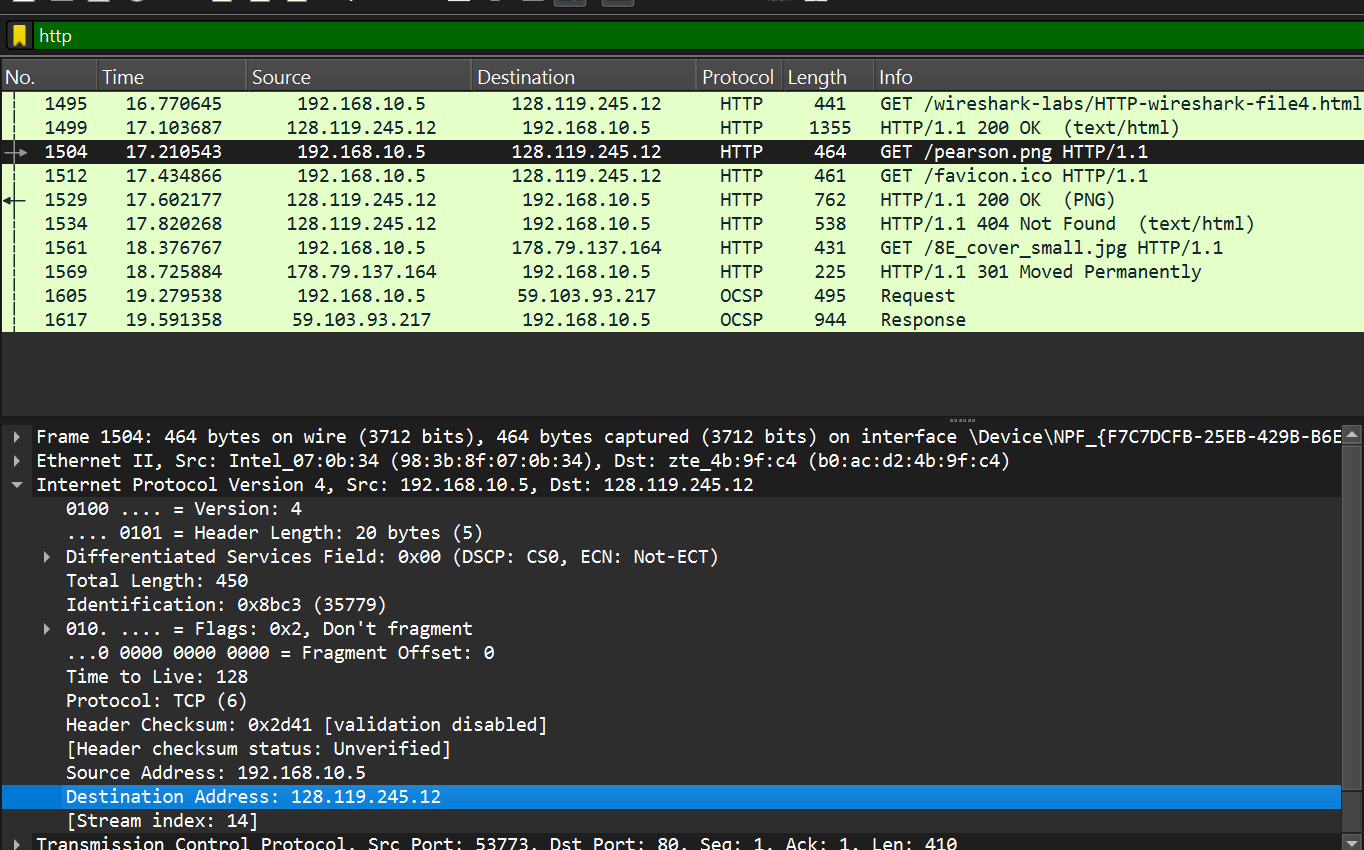 http
No. Time Source Destination Protocol Length Info
1495 16.770645 192.168.10.5 128.119.245.12 HTTP 441 GET /wireshark-labs/HTTP-wireshark-file4.html
1499 17.103687 128.119.245.12 192.168.10.5 HTTP 1355 HTTP/1.1 200 OK (text/html)
1504 17.210543 192.168.10.5 128.119.245.12 HTTP 464 GET /pearson.png HTTP/1.1
1512 17.434866 192.168.10.5 128.119.245.12 HTTP 461 GET /favicon.ico HTTP/1.1
1529 17.602177 128.119.245.12 192.168.10.5 HTTP 762 HTTP/1.1 200 OK (PNG)
1534 17.820268 128.119.245.12 192.168.10.5 HTTP 538 HTTP/1.1 404 Not Found (text/html)
1561 18.376767 192.168.10.5 178.79.137.164 HTTP 431 GET /8E_cover_small.jpg HTTP/1.1
1569 18.725884 178.79.137.164 192.168.10.5 HTTP 225 HTTP/1.1 301 Moved Permanently
1605 19.279538 192.168.10.5 59.103.93.217 OCSP 495 Request
1617 19.591358 59.103.93.217 192.168.10.5 OCSP 944 Response
Frame 1504: 464 bytes on wire (3712 bits), 464 bytes captured (3712 bits) on interface \Device\NPF_{F7C7DCFB-25EB-429B-B6E
Ethernet II, Src: Intel_07:0b:34 (98:3b:8f:07:0b:34), Dst: zte_4b:9f:c4 (b0:ac:d2:4b:9f:c4)
Internet Protocol Version 4, Src: 192.168.10.5, Dst: 128.119.245.12
0100 .... = Version: 4
.... 0101 = Header Length: 20 bytes (5)
Differentiated Services Field: 0x00 (DSCP: CS0, ECN: Not-ECT)
Total Length: 450
Identification: 0x8bc3 (35779)
010. .... = Flags: 0x2, Don't fragment
...0 0000 0000 0000 = Fragment Offset: 0
Time to Live: 128
Protocol: TCP (6)
Header Checksum: 0x2d41 [validation disabled]
[Header checksum status: Unverified]
Source Address: 192.168.10.5
Destination Address: 128.119.245.12
[Stream index: 14]
Transmission Control Protocol, Src Port: 53773, Dst Port: 80, Seq: 1, Ack: 1, Len: 410